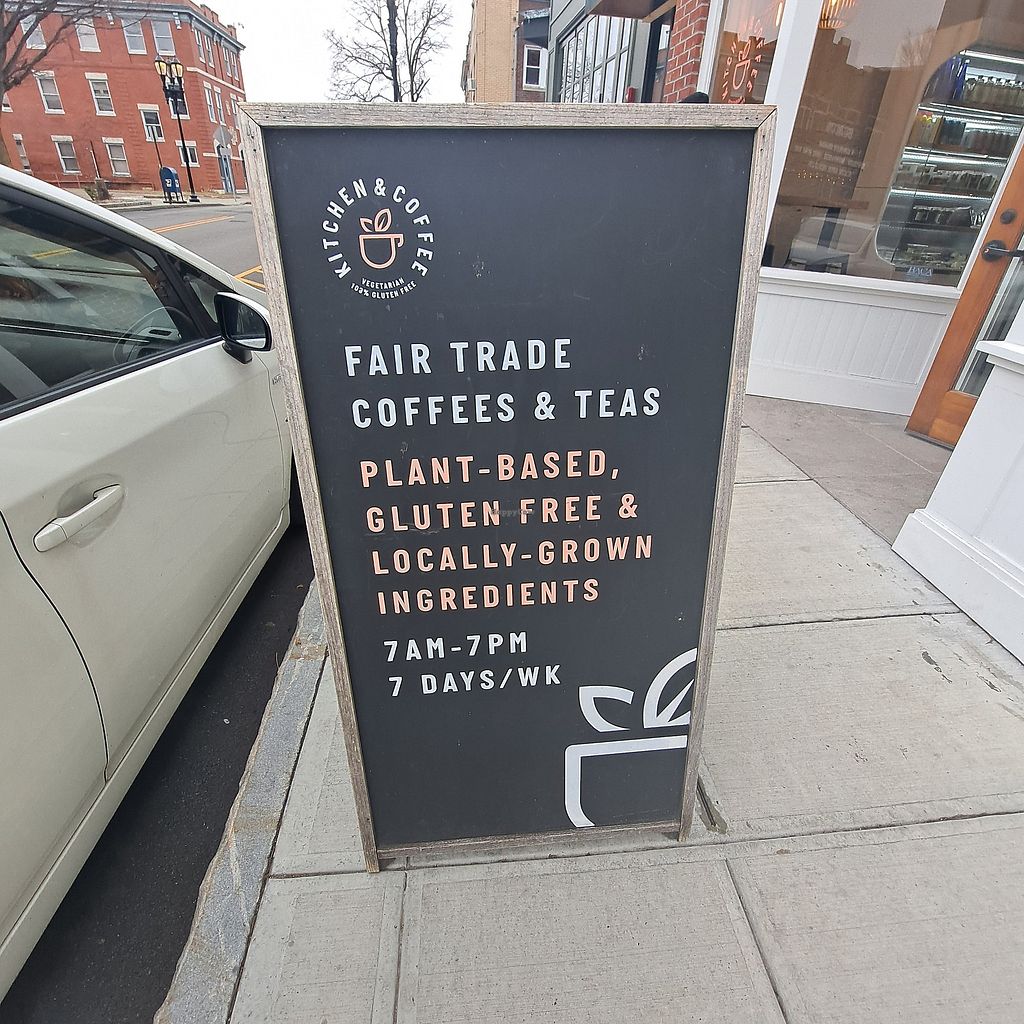 KITCHEN & COFFEE
VEGETARIAN
100% GLUTEN FREE
FAIR TRADE
COFFEES & TEAS
PLANT-BASED,
GLUTEN FREE &
LOCALLY-GROWN
INGREDIENTS
7AM-7PM
7 DAYS/WK